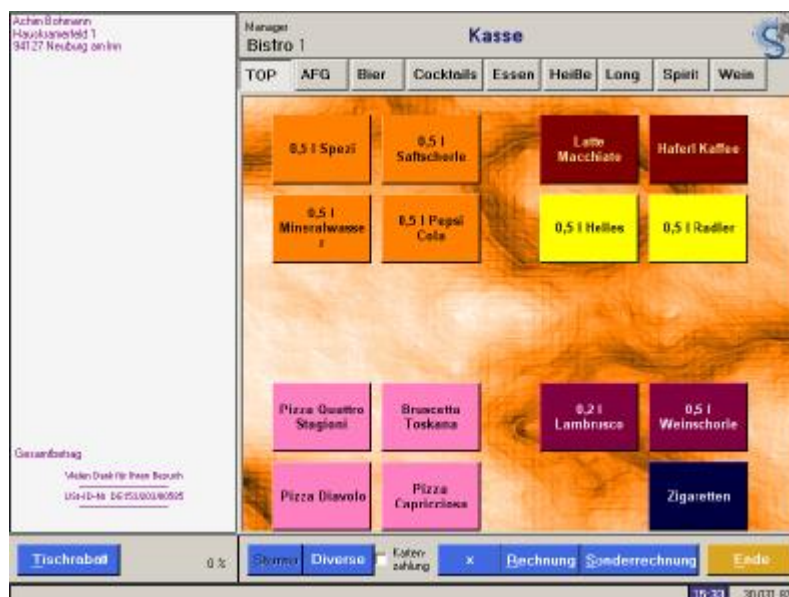 Achim Bohmann
94127 Neuburg am Inn
Manager
Bistro 1
Kasse
TOP
AFG
Bier
Cocktails
Essen
Heiße
Long
Spirit
Wein
0,5 l Spezi
0,5 l
Saftschorle
Latte
Macchiato
Haferl Kaffee
0,5 l
Mineralwasse
r
0,5 l Pepsi
Cola
0,5 l Helles
0,5 l Radler
Pizza Quattro
Stagioni
Bruscetta
Toskana
0,2 l
Lambrusco
0,5 l
Weinschorle
Pizza Diavolo
Pizza
Capricciosa
Zigaretten
Gesamtbetrag
Vielen Dank für Ihren Besuch
Tischrabatt
0 %
Storno
Diverse
Karten-
zahlung
x
Rechnung
Sonderrechnung
Ende
15:33